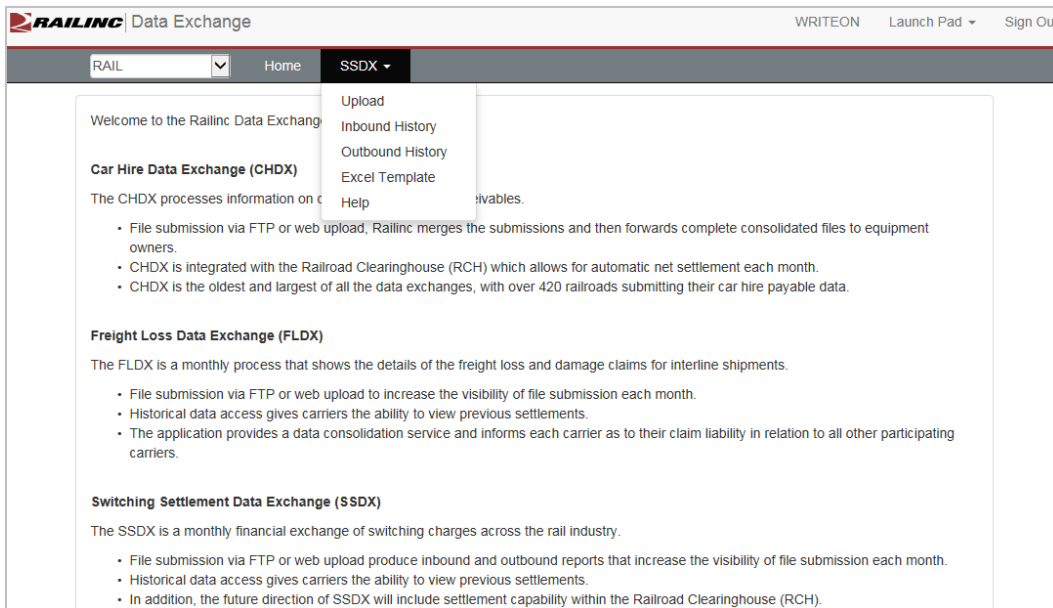 RAILINC Data Exchange
WRITEON Launch Pad Sign Ou
RAIL Home SSDX
Upload
Inbound History
Outbound History
Excel Template
Help
Welcome to the Railinc Data Exchang
Car Hire Data Exchange (CHDX)
The CHDX processes information on eivables.
• File submission via FTP or web upload, Railinc merges the submissions and then forwards complete consolidated files to equipment
owners.
• CHDX is integrated with the Railroad Clearinghouse (RCH) which allows for automatic net settlement each month.
• CHDX is the oldest and largest of all the data exchanges, with over 420 railroads submitting their car hire payable data.
Freight Loss Data Exchange (FLDX)
The FLDX is a monthly process that shows the details of the freight loss and damage claims for interline shipments.
• File submission via FTP or web upload to increase the visibility of file submission each month.
• Historical data access gives carriers the ability to view previous settlements.
• The application provides a data consolidation service and informs each carrier as to their claim liability in relation to all other participating
carriers.
Switching Settlement Data Exchange (SSDX)
The SSDX is a monthly financial exchange of switching charges across the rail industry.
• File submission via FTP or web upload produce inbound and outbound reports that increase the visibility of file submission each month.
• Historical data access gives carriers the ability to view previous settlements.
• In addition, the future direction of SSDX will include settlement capability within the Railroad Clearinghouse (RCH).